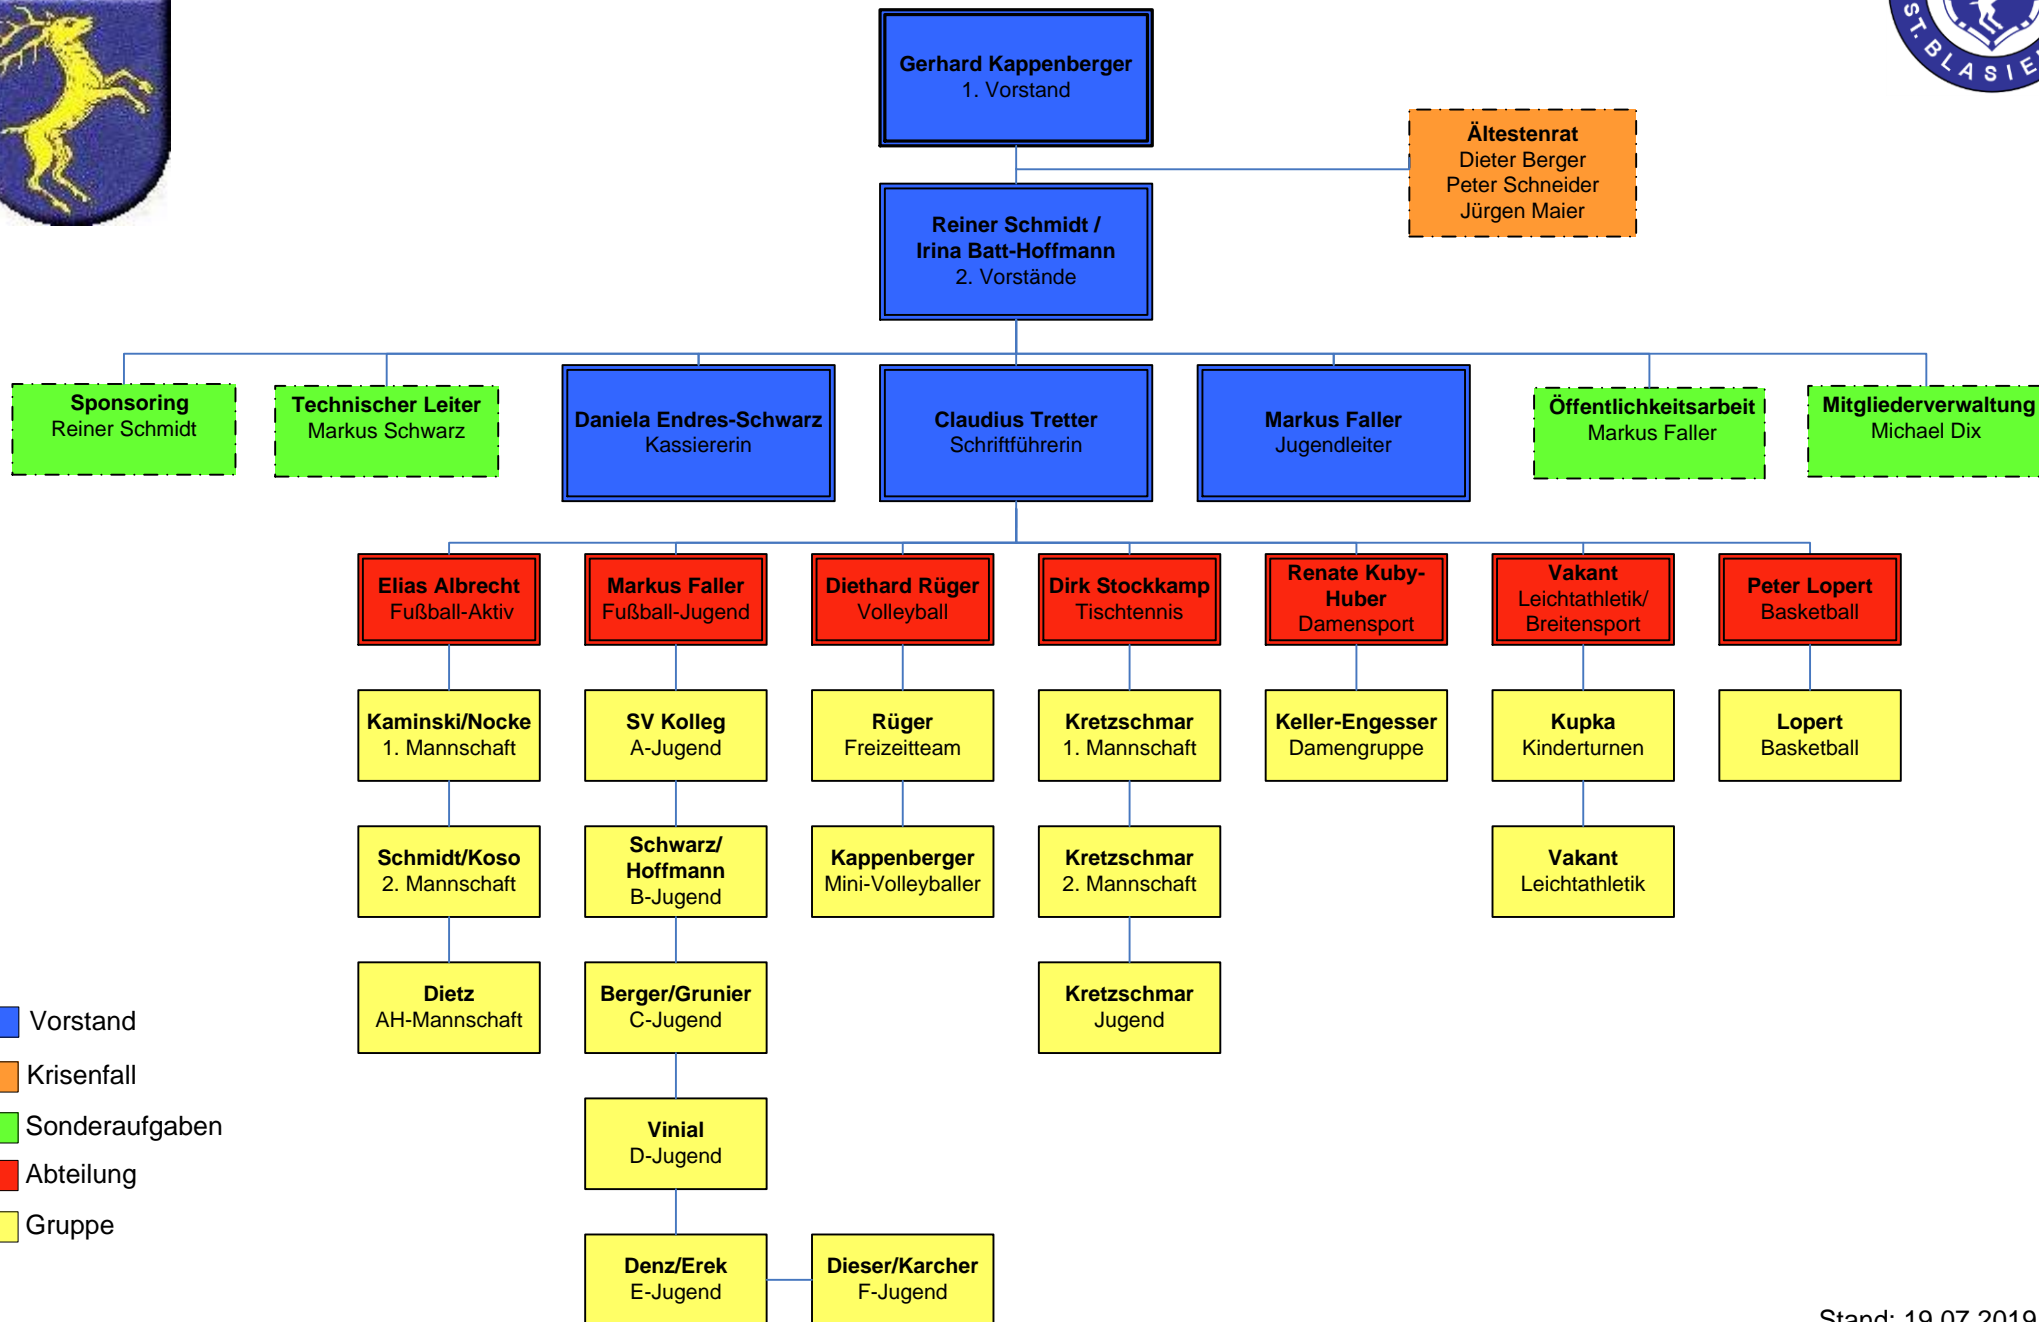 ST. BLASIE
Gerhard Kappenberger
1. Vorstand
Ältestenrat
Dieter Berger
Peter Schneider
Jürgen Maier
Reiner Schmidt /
Irina Batt-Hoffmann
2. Vorstände
Sponsoring
Reiner Schmidt
Technischer Leiter
Markus Schwarz
Daniela Endres-Schwarz
Kassiererin
Claudius Tretter
Schriftführerin
Markus Faller
Jugendleiter
Öffentlichkeitsarbeit
Markus Faller
Mitgliederverwaltung
Michael Dix
Elias Albrecht
Fußball-Aktiv
Markus Faller
Fußball-Jugend
Diethard Rüger
Volleyball
Dirk Stockkamp
Tischtennis
Renate Kuby-
Huber
Damensport
Vakant
Leichtathletik/
Breitensport
Peter Lopert
Basketball
Kaminski/Nocke
1. Mannschaft
SV Kolleg
A-Jugend
Rüger
Freizeitteam
Kretzschmar
1. Mannschaft
Keller-Engesser
Damengruppe
Kupka
Kinderturnen
Lopert
Basketball
Schmidt/Koso
2. Mannschaft
Schwarz/
Hoffmann
B-Jugend
Kappenberger
Mini-Volleyballer
Kretzschmar
2. Mannschaft
Vakant
Leichtathletik
Dietz
AH-Mannschaft
Berger/Grunier
C-Jugend
Kretzschmar
Jugend
Vinial
D-Jugend
Denz/Erek
E-Jugend
Dieser/Karcher
F-Jugend
Vorstand
Krisenfall
Sonderaufgaben
Abteilung
Gruppe
Stand: 19.07.2019